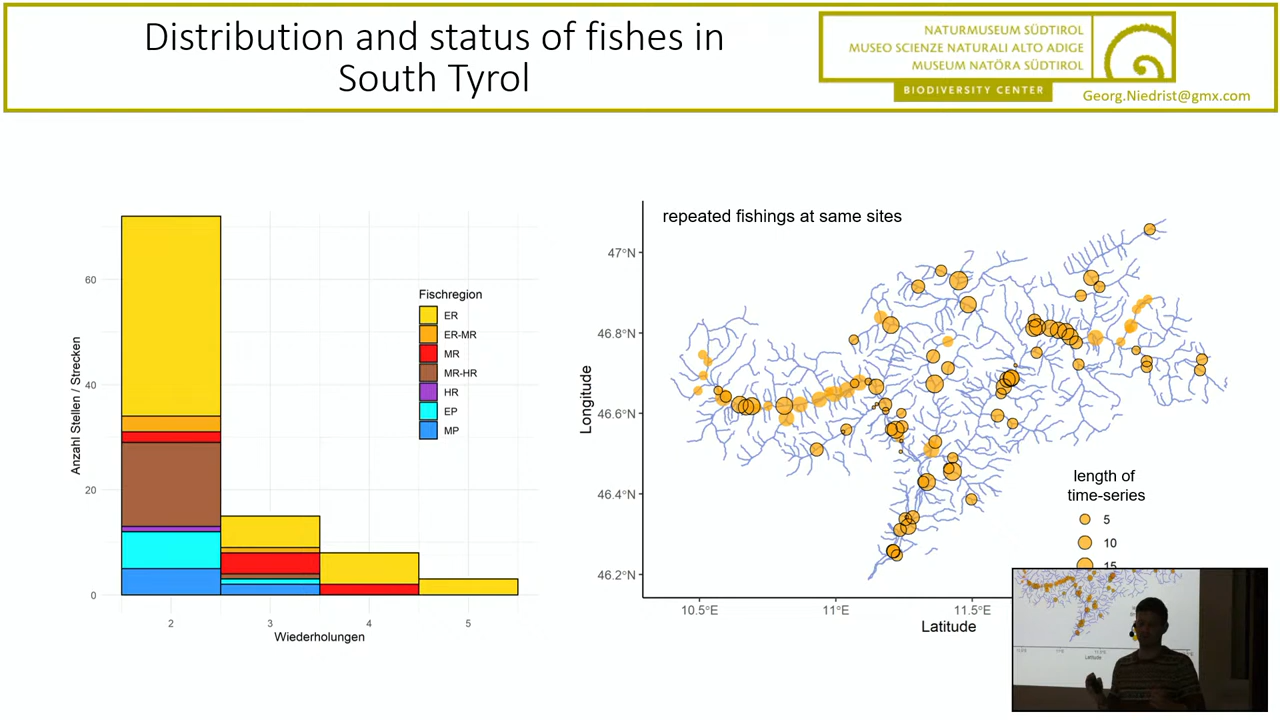 Distribution and status of fishes in
South Tyrol
NATURMUSEUM SÜDTIROL
MUSEO SCIENZE NATURALI ALTO ADIGE
MUSEUM NATÖRA SÜDTIROL
BIODIVERSITY CENTER
Georg.Niedrist@gmx.com
Anzahl Stellen / Strecken
60
40
20
0
2
3
4
5
Wiederholungen
Fischregion
ER
ER-MR
MR
MR-HR
HR
EP
MP
repeated fishings at same sites
Longitude
47°N
46.8°N
46.6°N
46.4°N
46.2°N
10.5°E
11°E
11.5°E
Latitude
length of
time-series
5
10
15